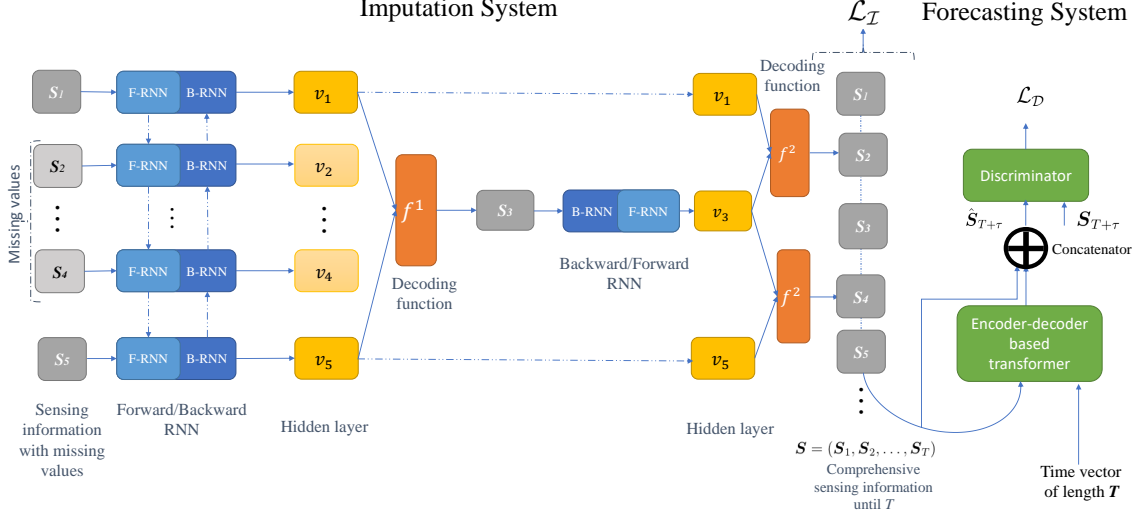 Imputation System
Forecasting System
Missing values
S₁
S₂
⋮
S₄
S₅
F-RNN B-RNN
F-RNN B-RNN
⋮
F-RNN B-RNN
F-RNN B-RNN
v₁
v₂
⋮
v₄
v₅
Sensing
information
with missing
values
Forward/Backward
RNN
Hidden layer
f¹
Decoding
function
S₃
B-RNN F-RNN
Backward/Forward
RNN
v₁
v₃
v₅
Hidden layer
Decoding
function
f²
f²
ℒ_ℐ
S₁
S₂
S₃
S₄
S₅
⋮
S = (S₁, S₂, . . . , S_T)
Comprehensive
sensing information
until T
ℒ_𝒟
Discriminator
Ŝ_{T+τ}
S_{T+τ}
Concatenator
Encoder-decoder
based
transformer
Time vector
of length T